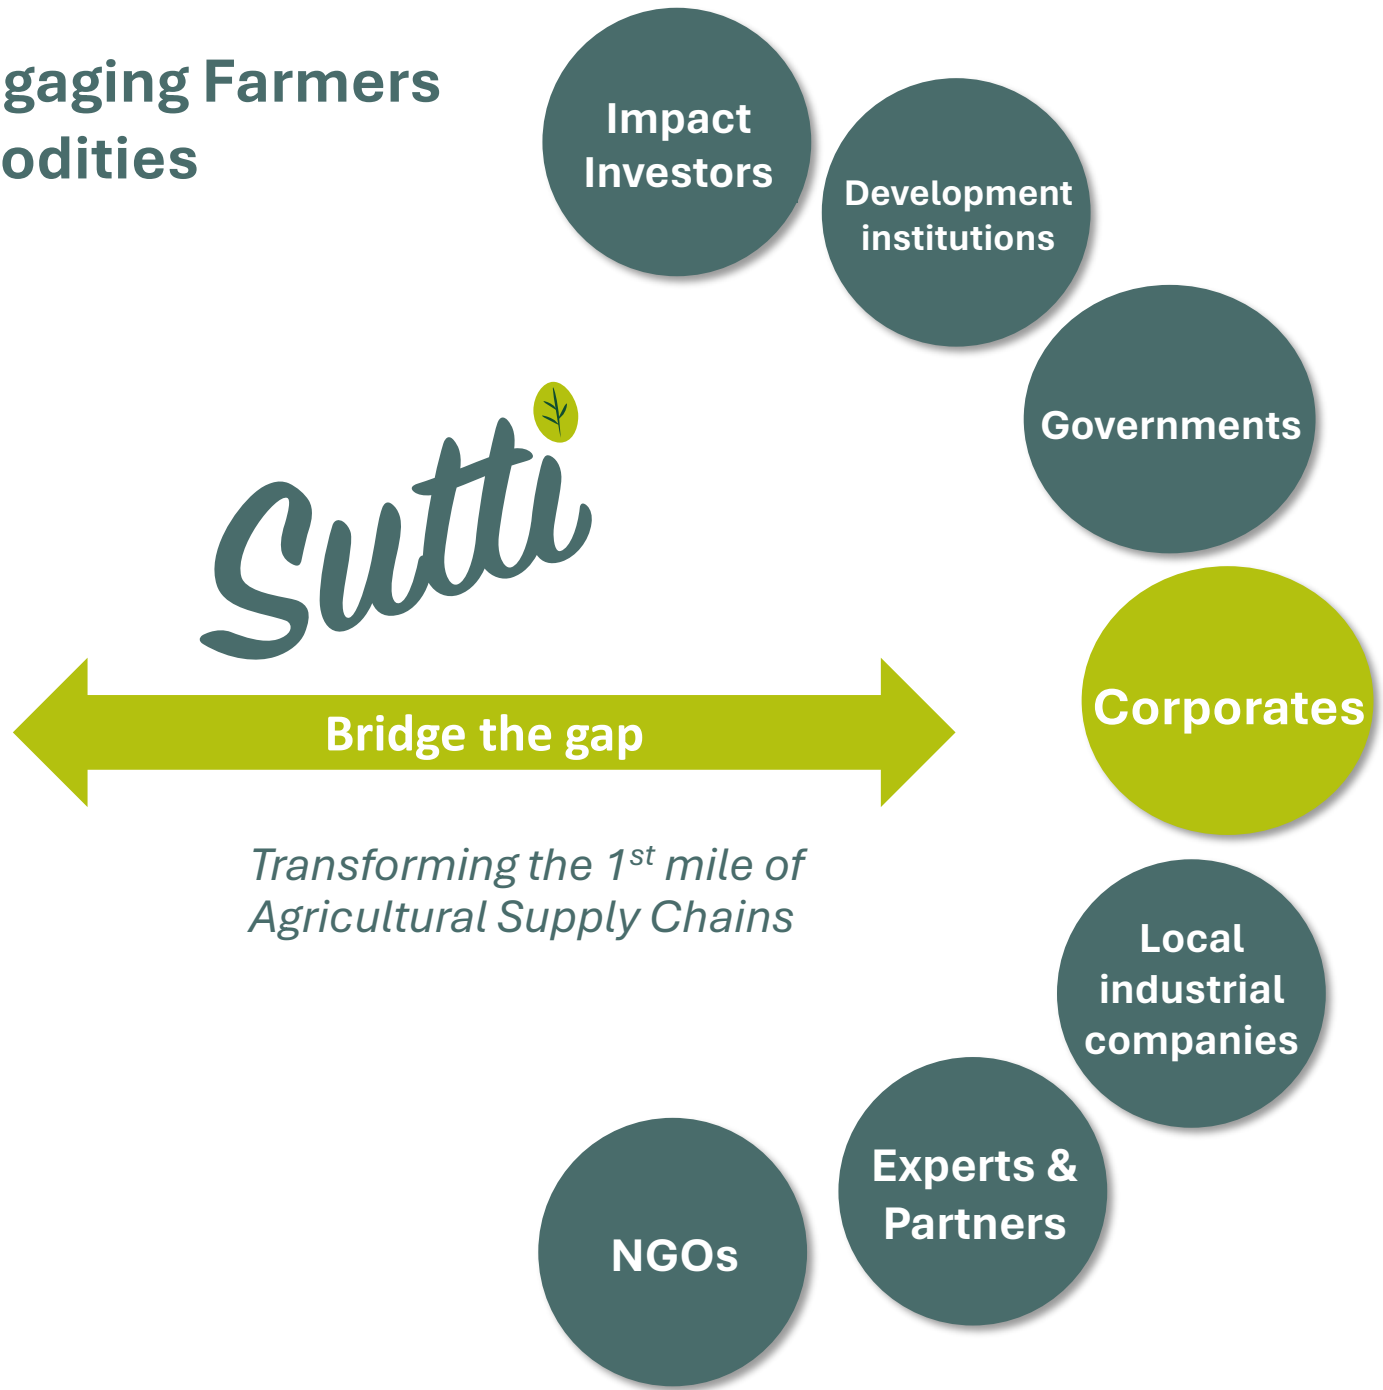 gaging Farmers
odities
Impact
Investors
Development
institutions
Governments
Sutti
Corporates
Bridge the gap
Transforming the 1st mile of
Agricultural Supply Chains
Local
industrial
companies
Experts &
Partners
NGOs